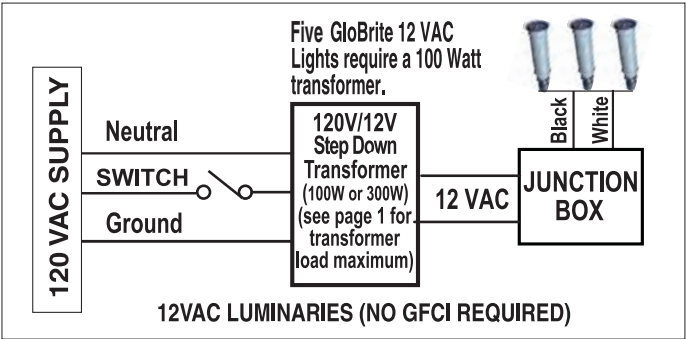 Five GloBrite 12 VAC
Lights require a 100 Watt
transformer.
120 VAC SUPPLY
Neutral
SWITCH
Ground
120V/12V
Step Down
Transformer
(100W or 300W)
(see page 1 for
transformer
load maximum)
12 VAC
Black
White
JUNCTION
BOX
12VAC LUMINARIES (NO GFCI REQUIRED)